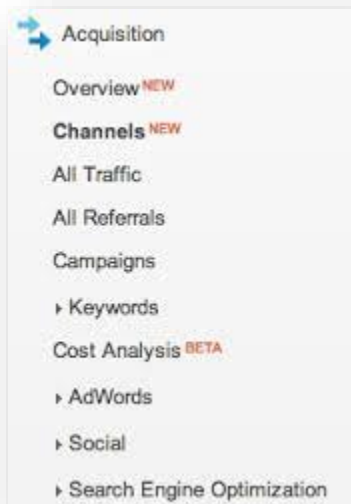 Acquisition
Overview NEW
Channels NEW
All Traffic
All Referrals
Campaigns
Keywords
Cost Analysis BETA
AdWords
Social
Search Engine Optimization